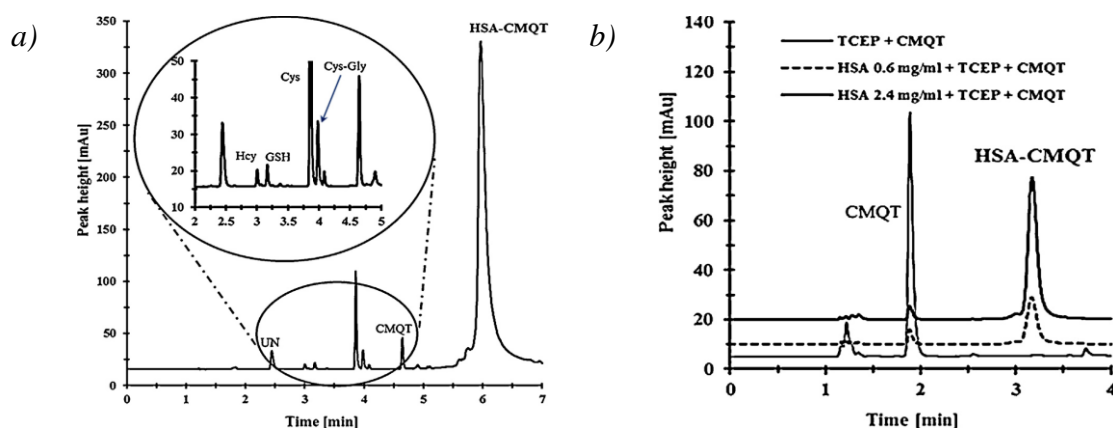 a)
350
300
250
200
150
100
50
0
Peak height [mAu]
0 1 2 3 4 5 6 7
Time [min]
50
40
30
20
10
2 2.5 3 3.5 4 4.5 5
Hcy
GSH
Cys
Cys-Gly
UN
CMQT
HSA-CMQT
b)
140
120
100
80
60
40
20
0
Peak height [mAu]
TCEP + CMQT
HSA 0.6 mg/ml + TCEP + CMQT
HSA 2.4 mg/ml + TCEP + CMQT
CMQT
HSA-CMQT
0 1 2 3 4
Time [min]